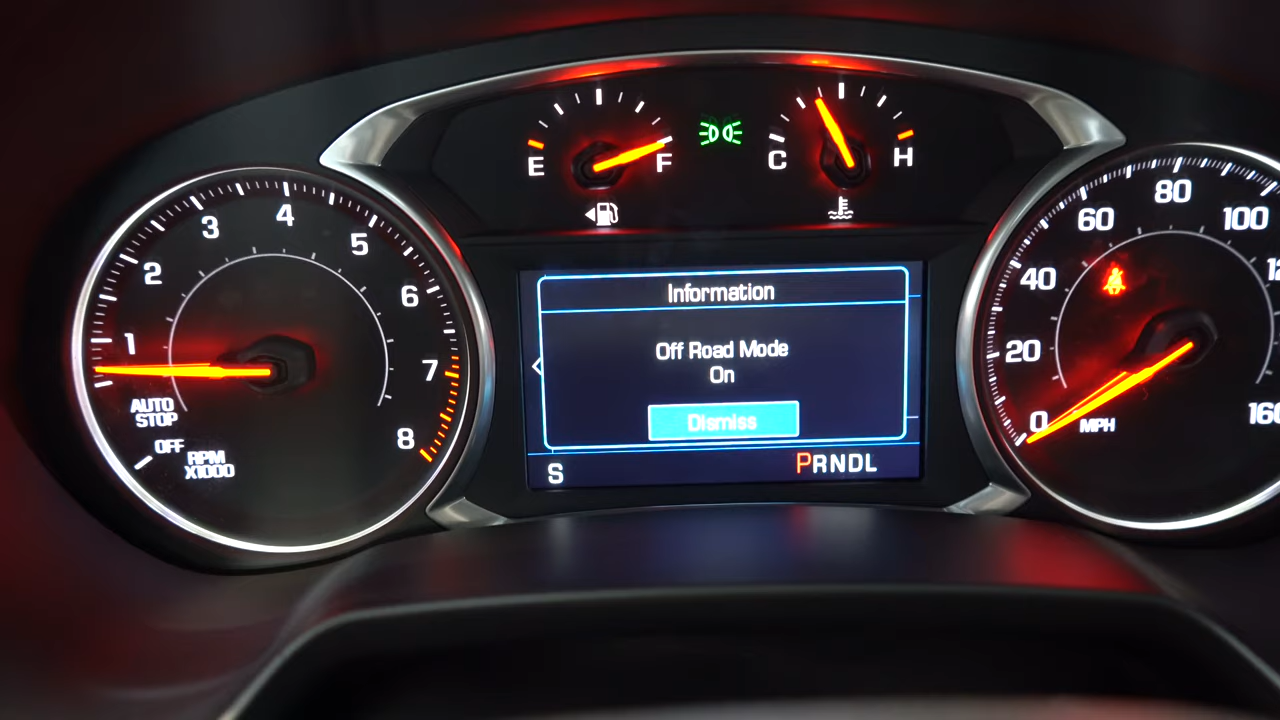 E
F
C
H
1
2
3
4
5
6
7
8
AUTO
STOP
OFF
RPM
X1000
Information
Off Road Mode
On
Dismiss
S
PRNDL
0
20
40
60
80
100
160
MPH